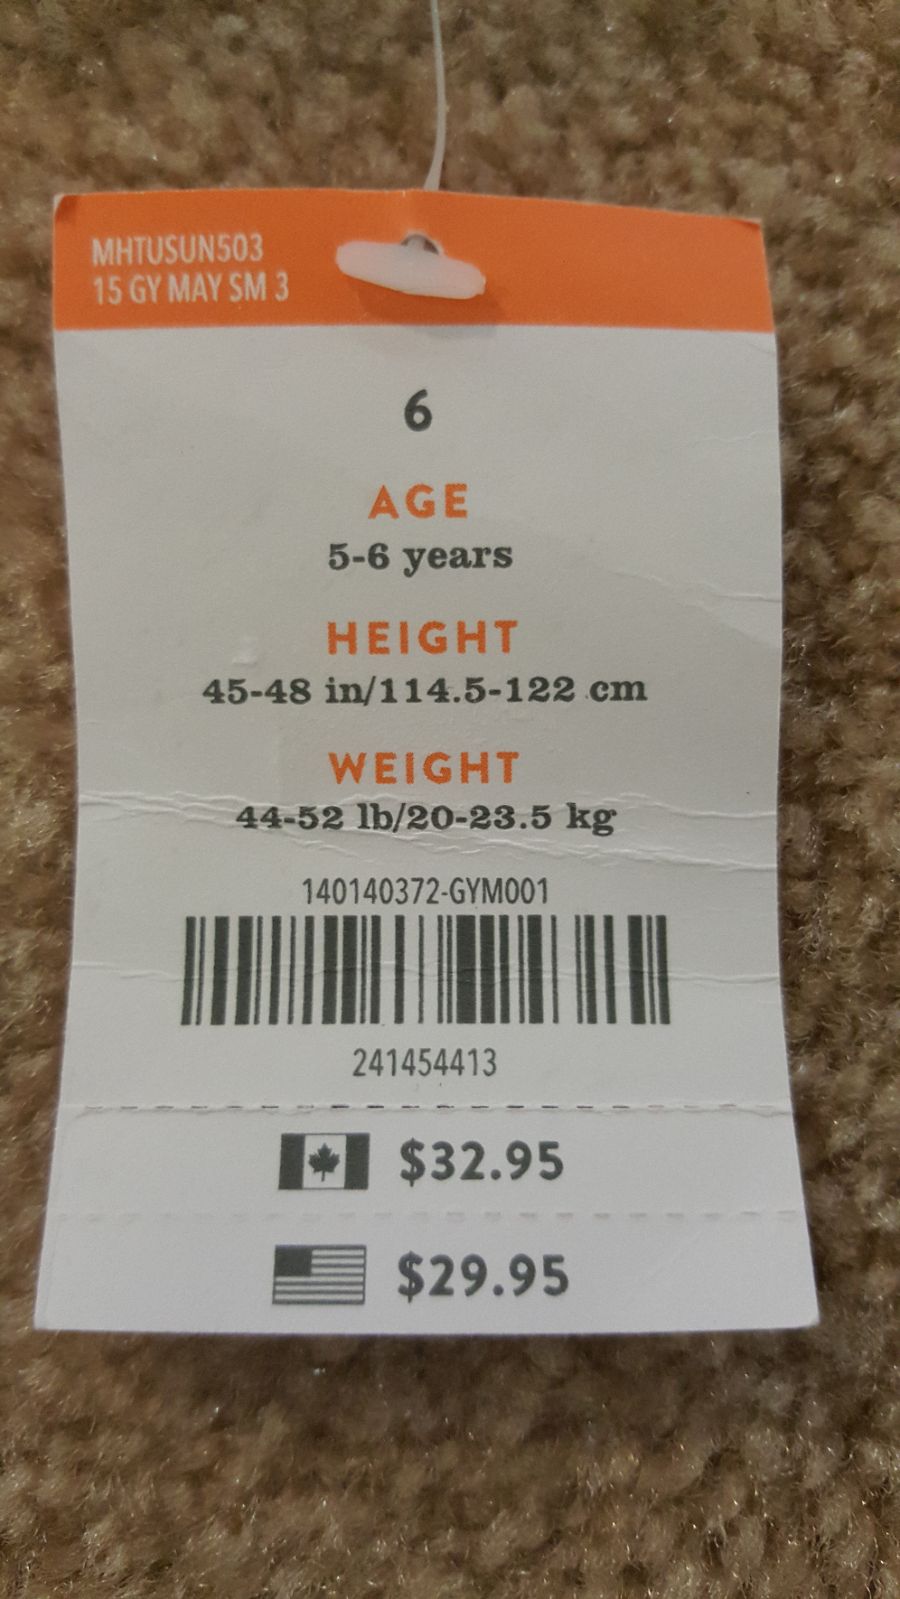 MHTUSUN503
15 GY MAY SM 3
6
AGE
5-6 years
HEIGHT
45-48 in/114.5-122 cm
WEIGHT
44-52 lb/20-23.5 kg
140140372-GYM001
241454413
$32.95
$29.95